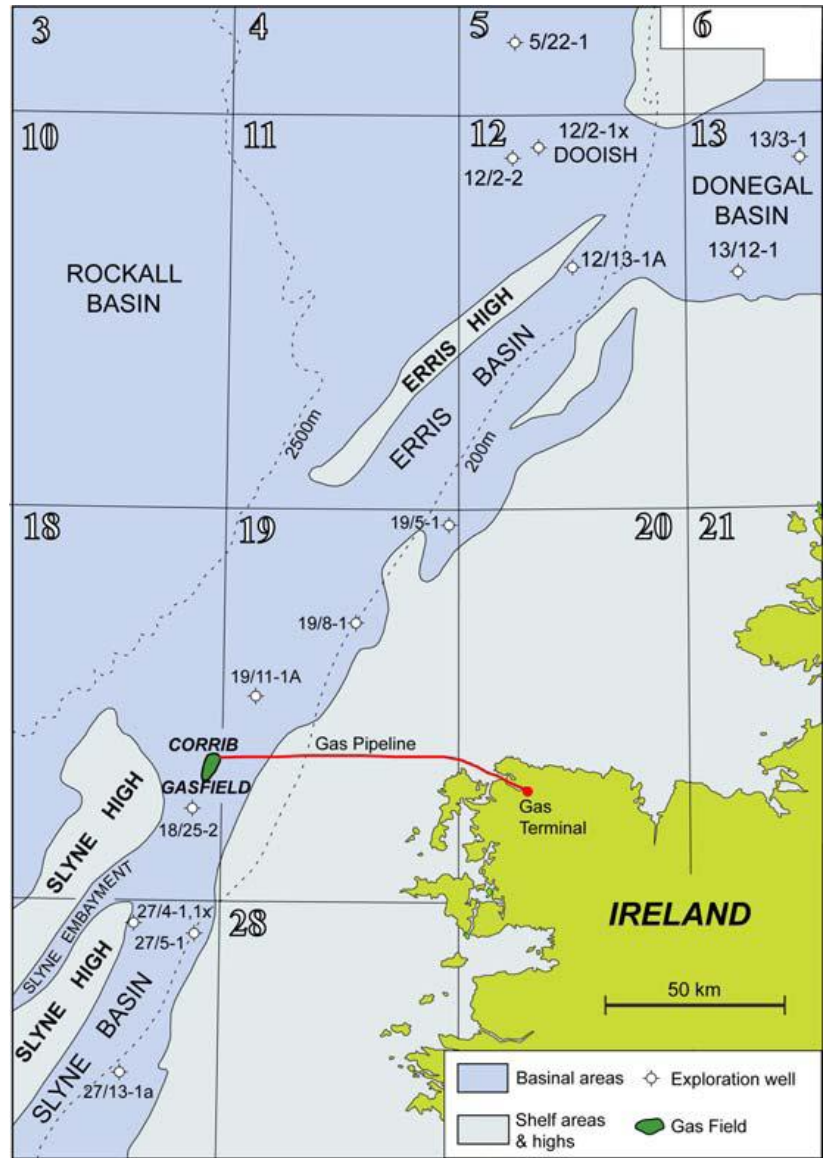 3
4
5
6
5/22-1
10
11
12
13
12/2-1x
DOOISH
12/2-2
13/3-1
DONEGAL
BASIN
13/12-1
12/13-1A
ROCKALL
BASIN
ERRIS HIGH
ERRIS BASIN
2500m
200m
18
19
20
21
19/5-1
19/8-1
19/11-1A
CORRIB
GASFIELD
Gas Pipeline
Gas
Terminal
18/25-2
SLYNE HIGH
SLYNE EMBAYMENT
27/4-1,1x
27/5-1
28
SLYNE HIGH
SLYNE BASIN
27/13-1a
IRELAND
50 km
Basinal areas
Exploration well
Shelf areas
& highs
Gas Field